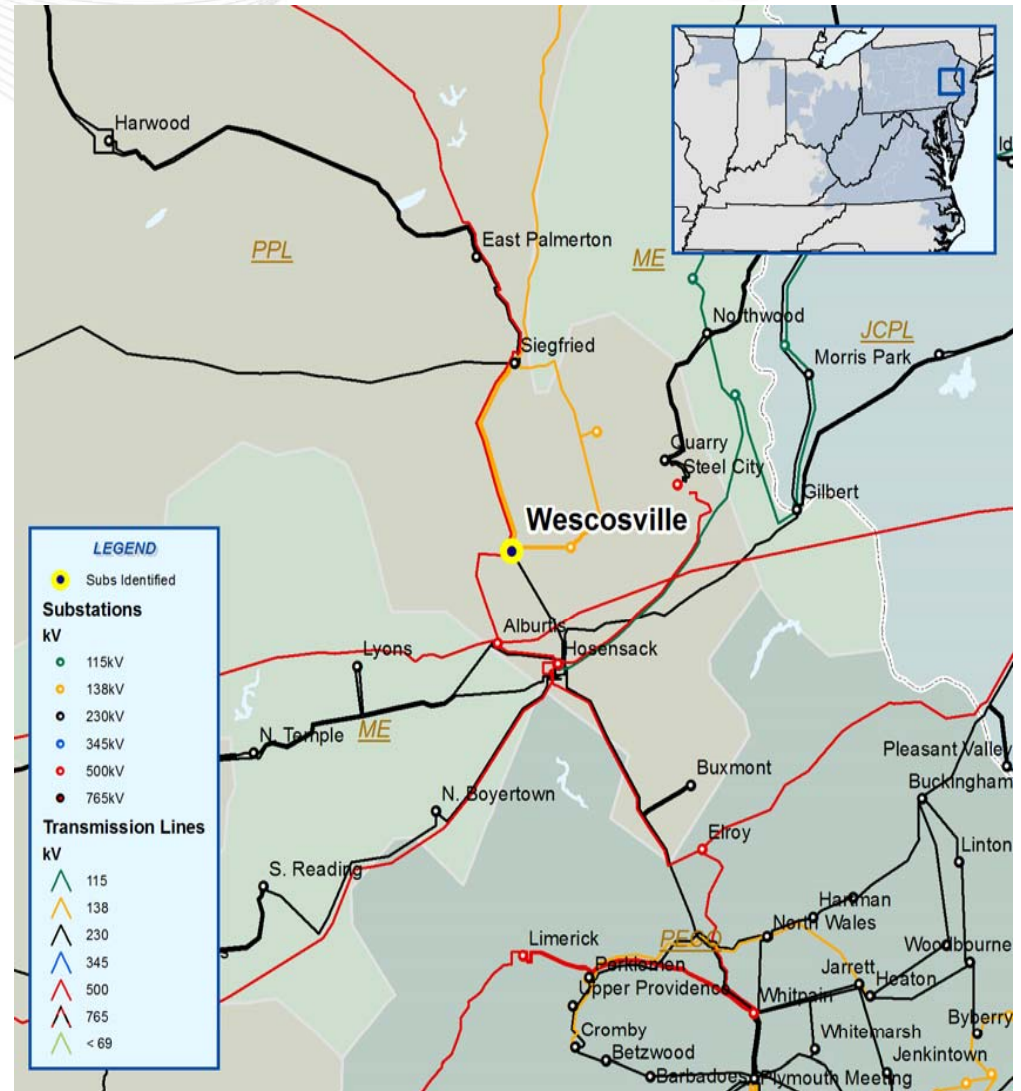 Harwood
East Palmerton
PPL
ME
Northwood
JCPL
Siegfried
Morris Park
Quarry
Steel City
Gilbert
Wescosville
Alburtis
Hosensack
Lyons
ME
N. Temple
Buxmont
Pleasant Valley
Buckingham
N. Boyertown
Elroy
Linton
S. Reading
Hartman
North Wales
PECO
Limerick
Woodbourne
Perkiomen
Jarrett
Heaton
Upper Providence
Whitpain
Byberry
Cromby
Whitemarsh
Betzwood
Jenkintown
Barbadoes
Plymouth Meeting
LEGEND
Subs Identified
Substations
kV
115kV
138kV
230kV
345kV
500kV
765kV
Transmission Lines
kV
115
138
230
345
500
765
< 69